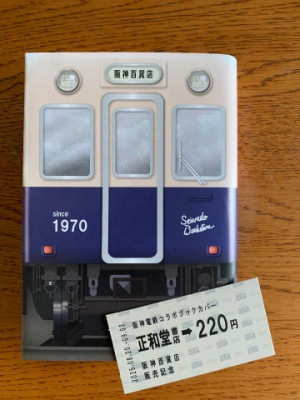 阪神百貨店
since
1970
Seiwado
Bookstore
阪神電鉄コラボブックカバー
正和堂書店➡220円
阪神百貨店
販売記念